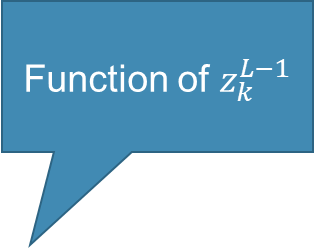 Function of $z_k^{L-1}$